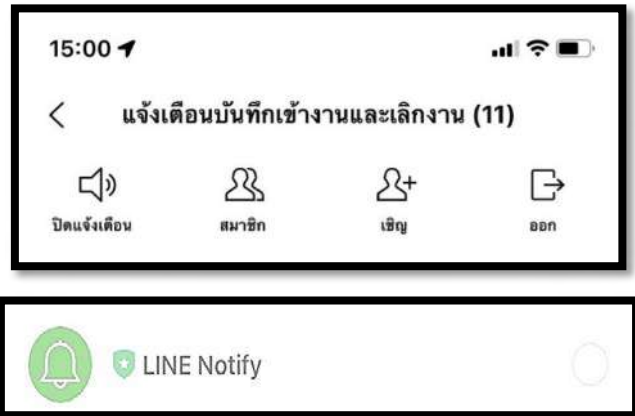 15:00
แจ้งเตือนบันทึกเข้างานและเลิกงาน (11)
ปิดแจ้งเตือน สมาชิก เชิญ ออก
LINE Notify